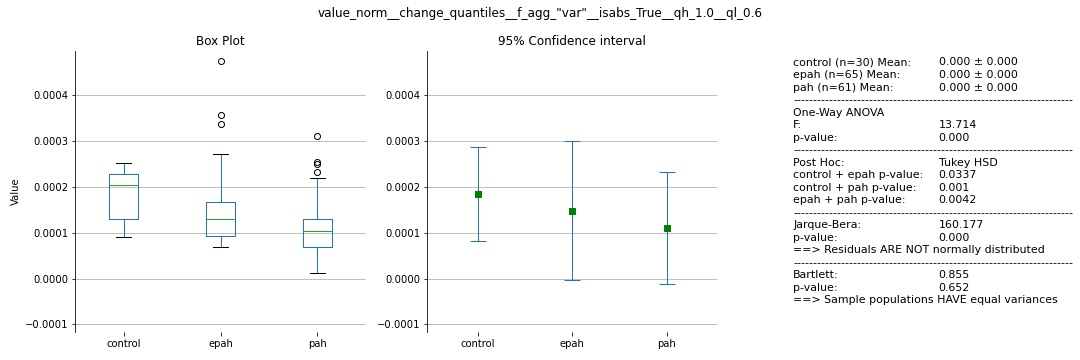 value_norm__change_quantiles__f_agg_"var"__isabs_True__qh_1.0__ql_0.6
Box Plot
Value
0.0004
0.0003
0.0002
0.0001
0.0000
−0.0001
control epah pah
95% Confidence interval
0.0004
0.0003
0.0002
0.0001
0.0000
−0.0001
control epah pah
control (n=30) Mean: 0.000 ± 0.000
epah (n=65) Mean: 0.000 ± 0.000
pah (n=61) Mean: 0.000 ± 0.000
One-Way ANOVA
F: 13.714
p-value: 0.000
Post Hoc: Tukey HSD
control + epah p-value: 0.0337
control + pah p-value: 0.001
epah + pah p-value: 0.0042
Jarque-Bera: 160.177
p-value: 0.000
==> Residuals ARE NOT normally distributed
Bartlett: 0.855
p-value: 0.652
==> Sample populations HAVE equal variances